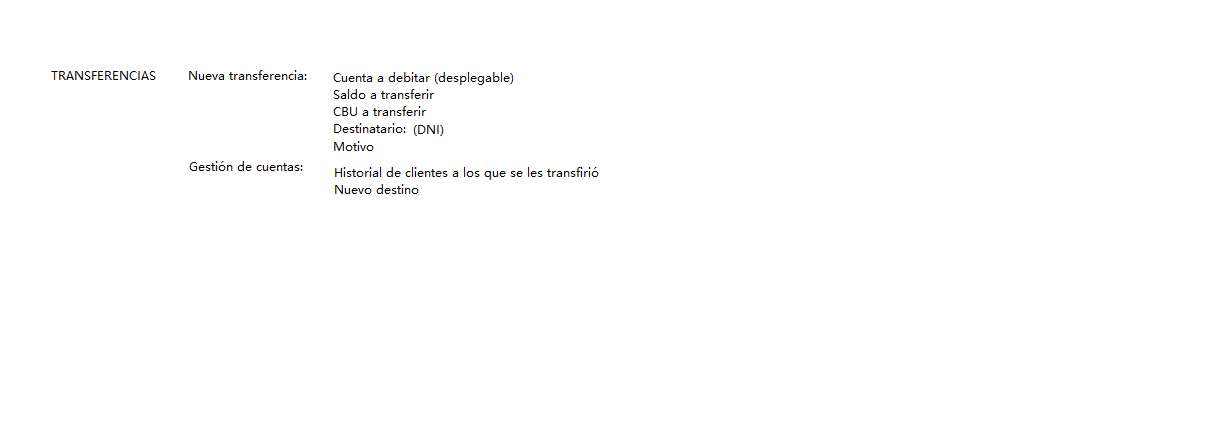 TRANSFERENCIAS Nueva transferencia: Cuenta a debitar (desplegable)
Saldo a transferir
CBU a transferir
Destinatario: (DNI)
Motivo
Gestión de cuentas: Historial de clientes a los que se les transfirió
Nuevo destino